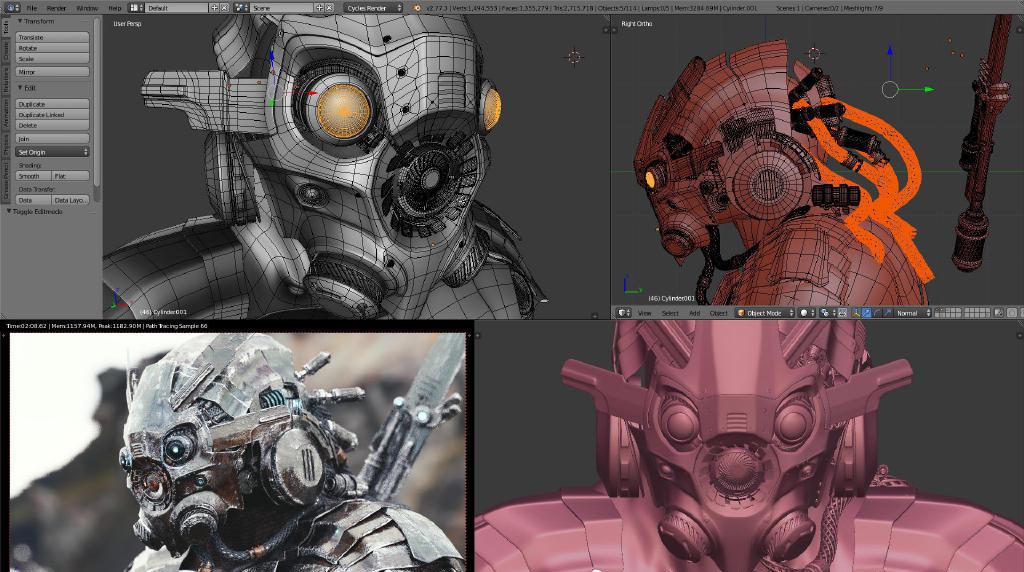 File Render Window Help Default Scene Cycles Render v2.77.3 | Verts:1,494,553 | Faces:1,355,279 | Tris:2,715,718 | Objects:5/114 | Lamps:0/5 | Mem:3284.69M | Cylinder.001 Scenes:1 | Cameras:0/2 | Meshlights:7/9
Tools
Create
Relations
Animation
Physics
Grease Pencil
Transform
Translate
Rotate
Scale
Mirror
Edit
Duplicate
Duplicate Linked
Delete
Join
Set Origin
Shading:
Smooth Flat
Data Transfer:
Data Data Layo...
Toggle Editmode
User Persp
(46) Cylinder.001
Right Ortho
(46) Cylinder.001
View Select Add Object Object Mode Normal
Time:02:08.62 | Mem:1157.94M, Peak:1182.90M | Path Tracing Sample 66